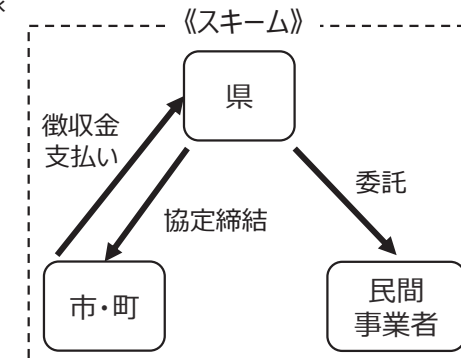 《スキーム》
県
徴収金
支払い
委託
協定締結
市・町
民間
事業者